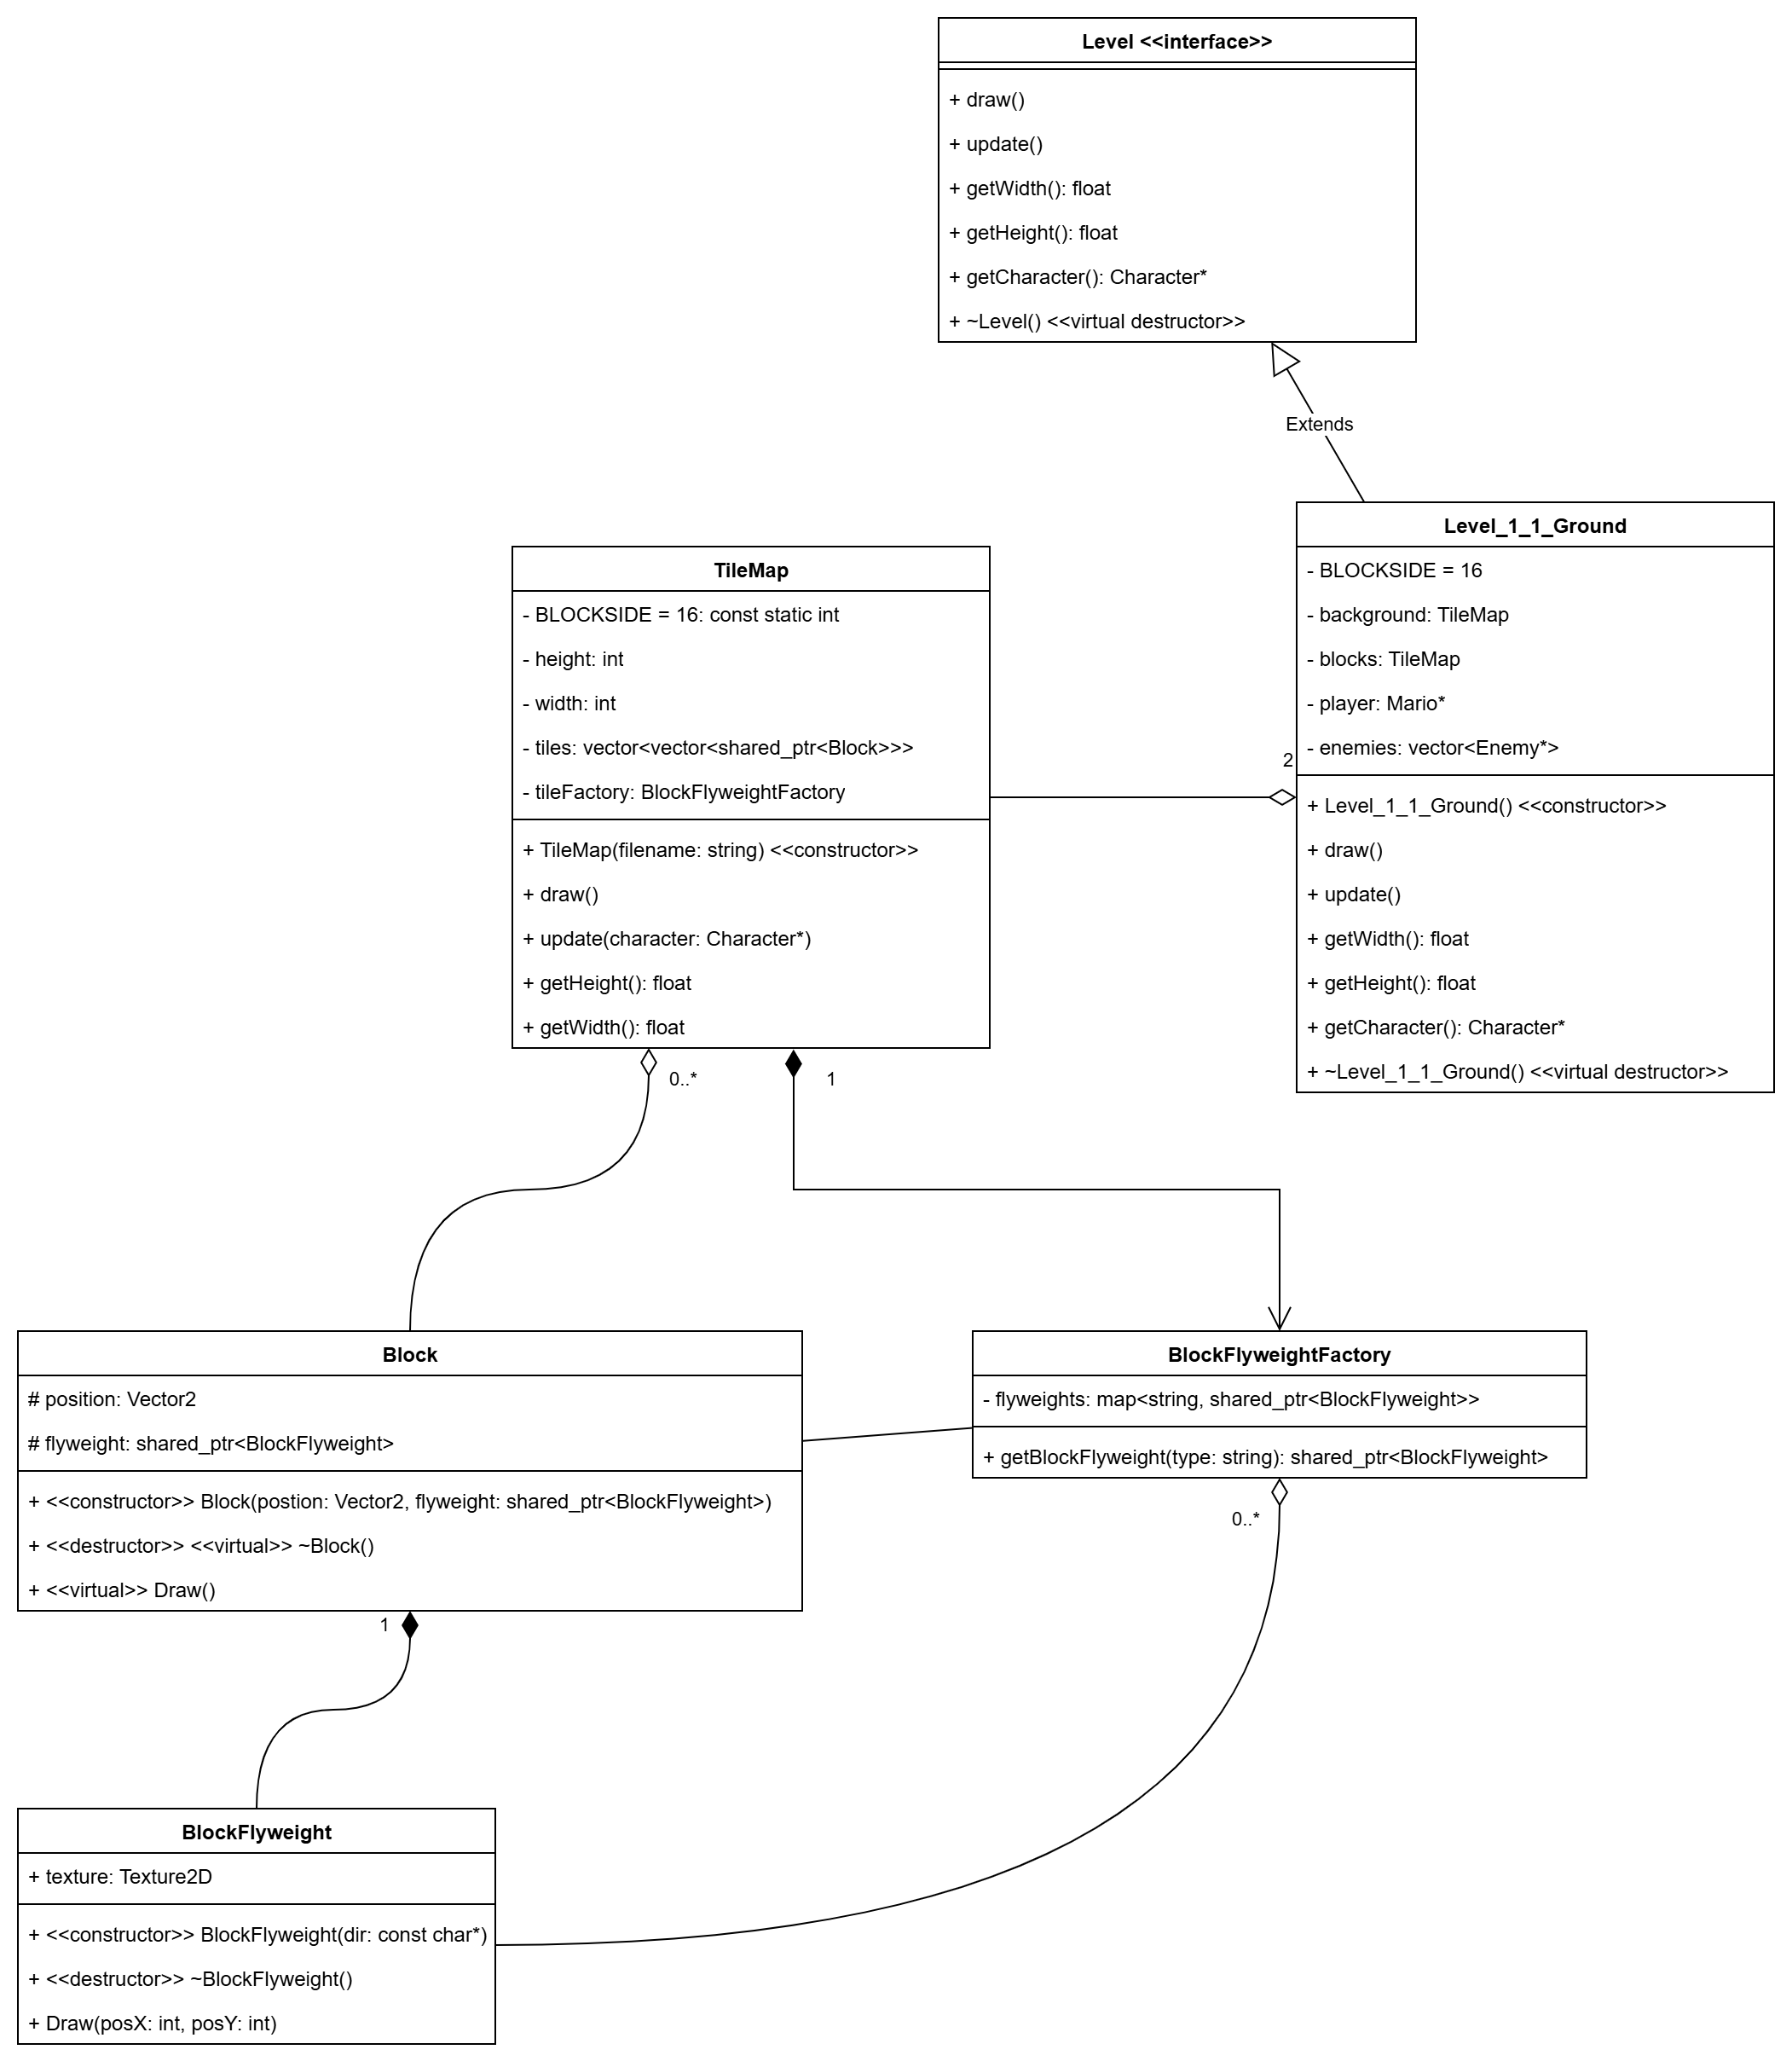 Level <<interface>>
+ draw()
+ update()
+ getWidth(): float
+ getHeight(): float
+ getCharacter(): Character*
+ ~Level() <<virtual destructor>>
Extends
Level_1_1_Ground
- BLOCKSIDE = 16
- background: TileMap
- blocks: TileMap
- player: Mario*
- enemies: vector<Enemy*>
+ Level_1_1_Ground() <<constructor>>
+ draw()
+ update()
+ getWidth(): float
+ getHeight(): float
+ getCharacter(): Character*
+ ~Level_1_1_Ground() <<virtual destructor>>
2
TileMap
- BLOCKSIDE = 16: const static int
- height: int
- width: int
- tiles: vector<vector<shared_ptr<Block>>>
- tileFactory: BlockFlyweightFactory
+ TileMap(filename: string) <<constructor>>
+ draw()
+ update(character: Character*)
+ getHeight(): float
+ getWidth(): float
0..*
1
Block
# position: Vector2
# flyweight: shared_ptr<BlockFlyweight>
+ <<constructor>> Block(postion: Vector2, flyweight: shared_ptr<BlockFlyweight>)
+ <<destructor>> <<virtual>> ~Block()
+ <<virtual>> Draw()
1
BlockFlyweightFactory
- flyweights: map<string, shared_ptr<BlockFlyweight>>
+ getBlockFlyweight(type: string): shared_ptr<BlockFlyweight>
0..*
BlockFlyweight
+ texture: Texture2D
+ <<constructor>> BlockFlyweight(dir: const char*)
+ <<destructor>> ~BlockFlyweight()
+ Draw(posX: int, posY: int)